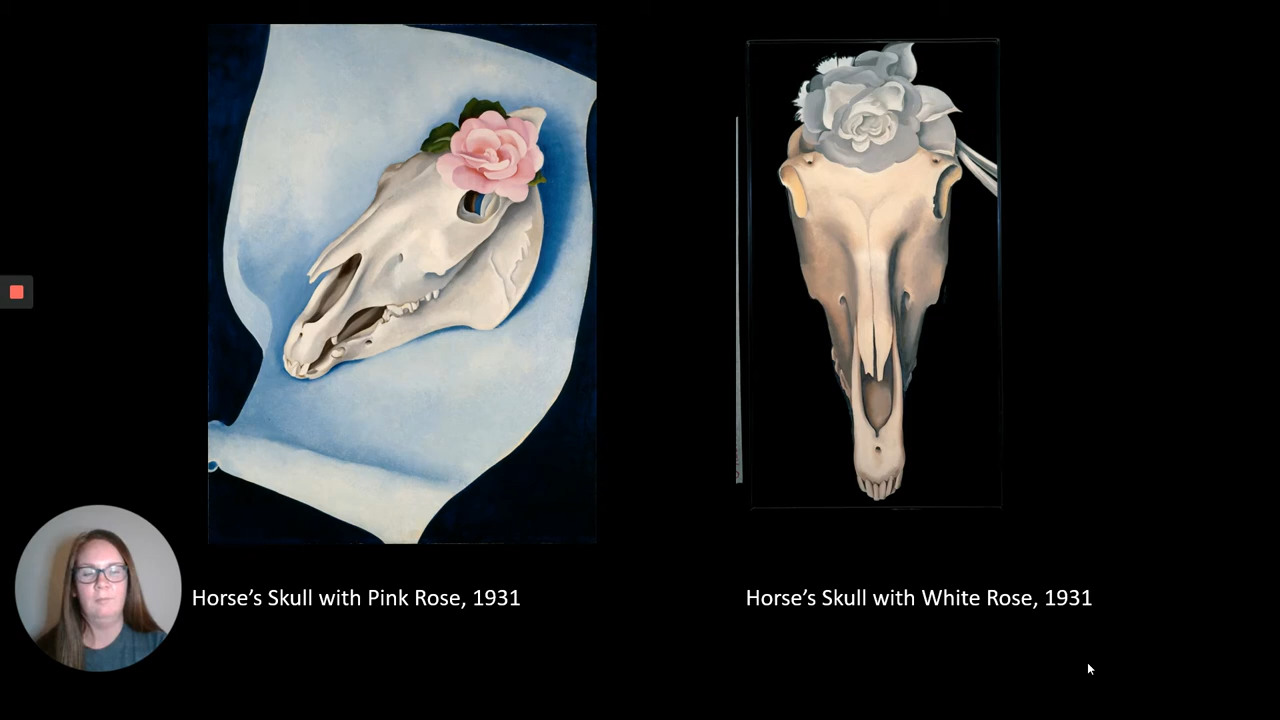 Horse’s Skull with Pink Rose, 1931
Horse’s Skull with White Rose, 1931